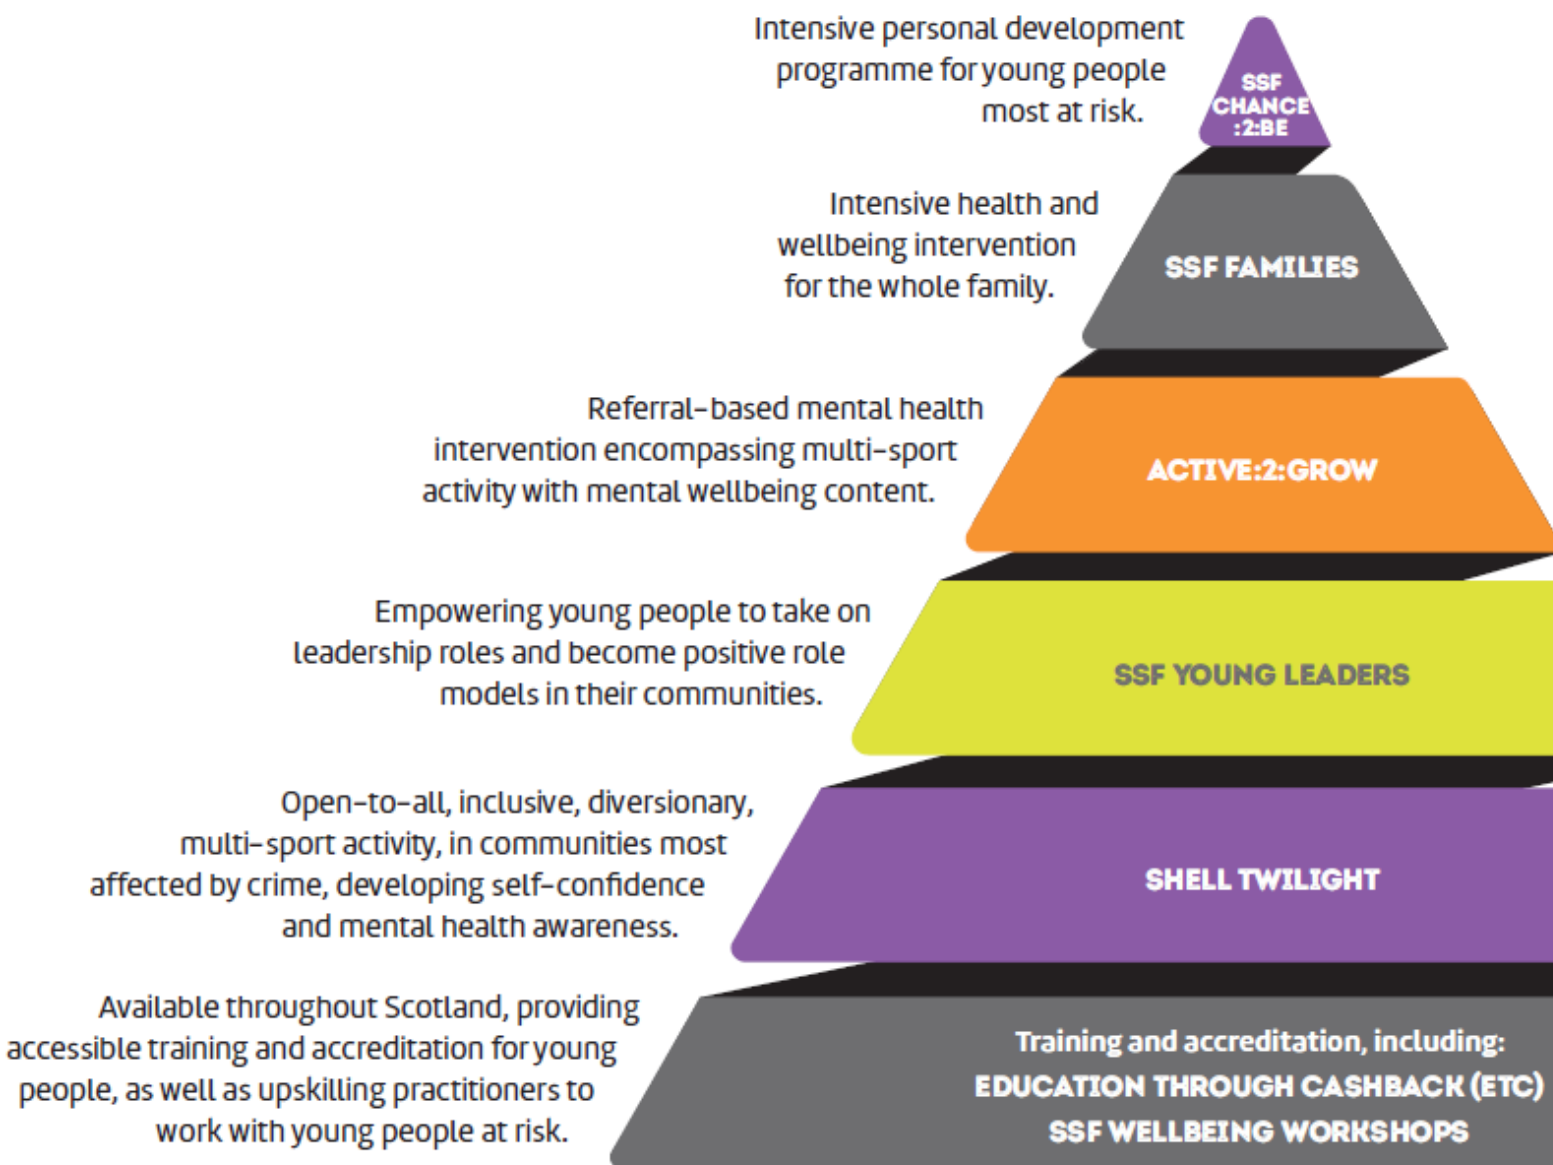 Intensive personal development
programme for young people
most at risk.
SSF
CHANCE
:2:BE
Intensive health and
wellbeing intervention
for the whole family.
SSF FAMILIES
Referral-based mental health
intervention encompassing multi-sport
activity with mental wellbeing content.
ACTIVE:2:GROW
Empowering young people to take on
leadership roles and become positive role
models in their communities.
SSF YOUNG LEADERS
Open-to-all, inclusive, diversionary,
multi-sport activity, in communities most
affected by crime, developing self-confidence
and mental health awareness.
SHELL TWILIGHT
Available throughout Scotland, providing
accessible training and accreditation for young
people, as well as upskilling practitioners to
work with young people at risk.
Training and accreditation, including:
EDUCATION THROUGH CASHBACK (ETC)
SSF WELLBEING WORKSHOPS